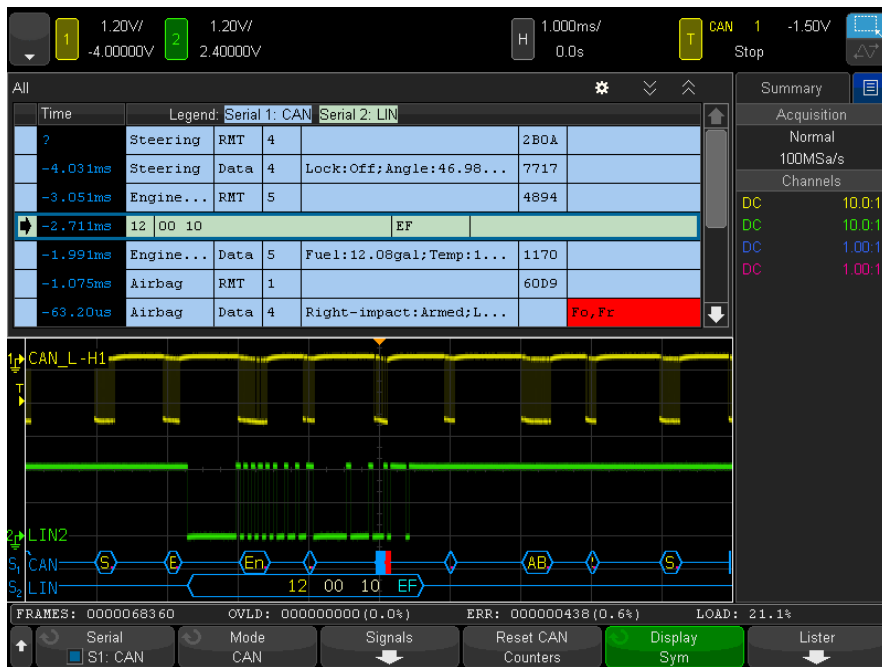 1 1.20V/ 2 1.20V/ H 1.000ms/ T CAN 1 -1.50V
-4.00000V 2.40000V 0.0s Stop
All
Time Legend: Serial 1: CAN Serial 2: LIN
? Steering RMT 4 2B0A
-4.031ms Steering Data 4 Lock:Off;Angle:46.98... 7717
-3.051ms Engine... RMT 5 4894
-2.711ms 12 00 10 EF
-1.991ms Engine... Data 5 Fuel:12.08gal;Temp:1... 1170
-1.075ms Airbag RMT 1 60D9
-63.20us Airbag Data 4 Right-impact:Armed;L... Fo,Fr
Summary
Acquisition
Normal
100MSa/s
Channels
DC 10.0:1
DC 10.0:1
DC 1.00:1
DC 1.00:1
1 CAN_L-H1
T
2 LIN2
S1 CAN S E En AB ! S
S2 LIN 12 00 10 EF
FRAMES: 0000068360 OVLD: 000000000(0.0%) ERR: 000000438(0.6%) LOAD: 21.1%
Serial Mode Signals Reset CAN Display Lister
S1: CAN CAN Counters Sym